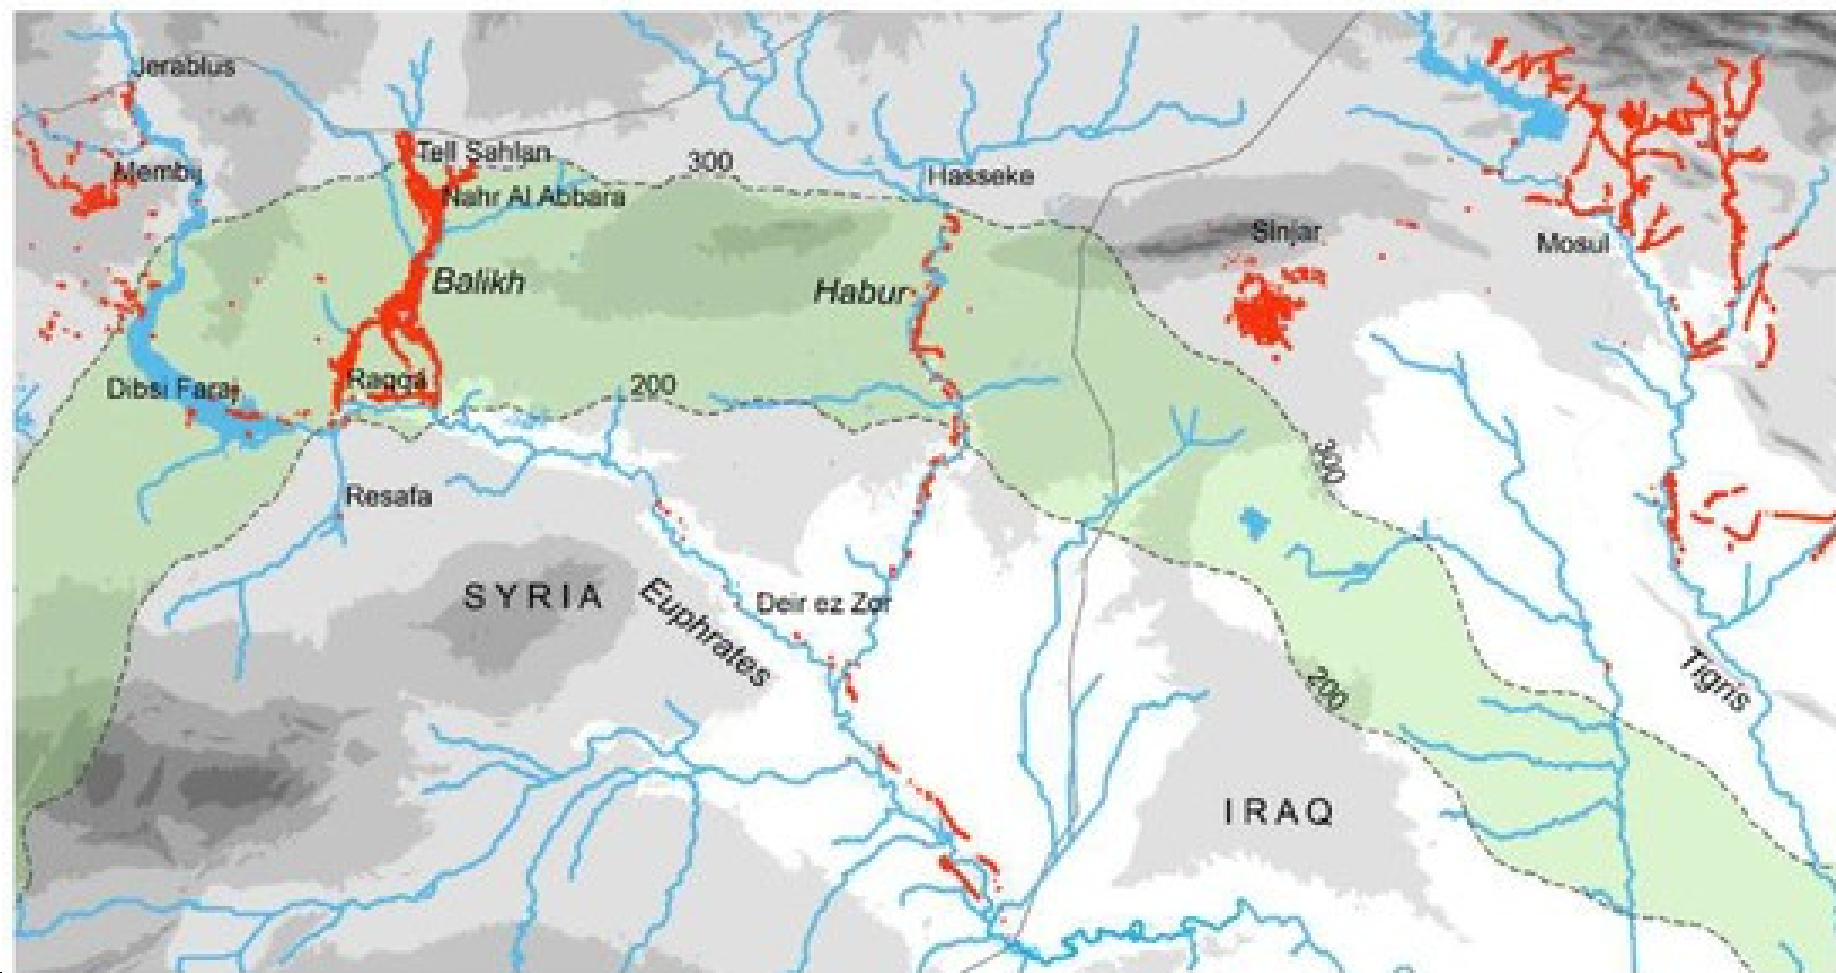 Jerablus
Tell Sahlan
Membij
300
Hasseke
Nahr Al Abbara
Sinjar
Mosul
Balikh
Habur
Dibsi Faraj
Raqqa
200
300
Resafa
SYRIA
Euphrates
Deir ez Zor
200
Tigris
IRAQ